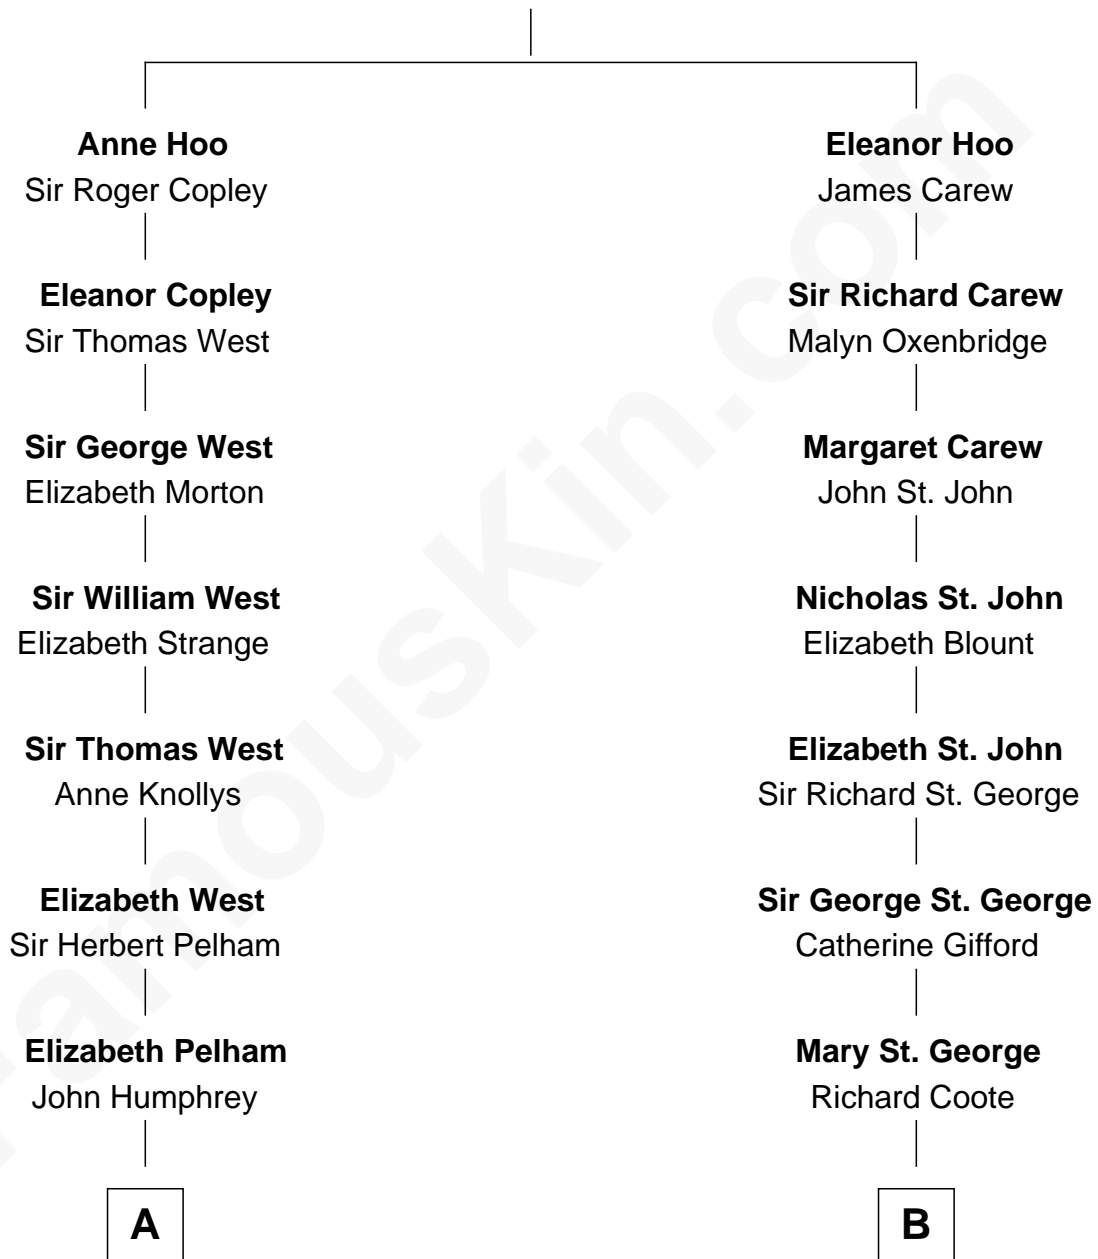 Anne Hoo
Sir Roger Copley
Eleanor Copley
Sir Thomas West
Sir George West
Elizabeth Morton
Sir William West
Elizabeth Strange
Sir Thomas West
Anne Knollys
Elizabeth West
Sir Herbert Pelham
Elizabeth Pelham
John Humphrey
A
Eleanor Hoo
James Carew
Sir Richard Carew
Malyn Oxenbridge
Margaret Carew
John St. John
Nicholas St. John
Elizabeth Blount
Elizabeth St. John
Sir Richard St. George
Sir George St. George
Catherine Gifford
Mary St. George
Richard Coote
B
FamousKin.com